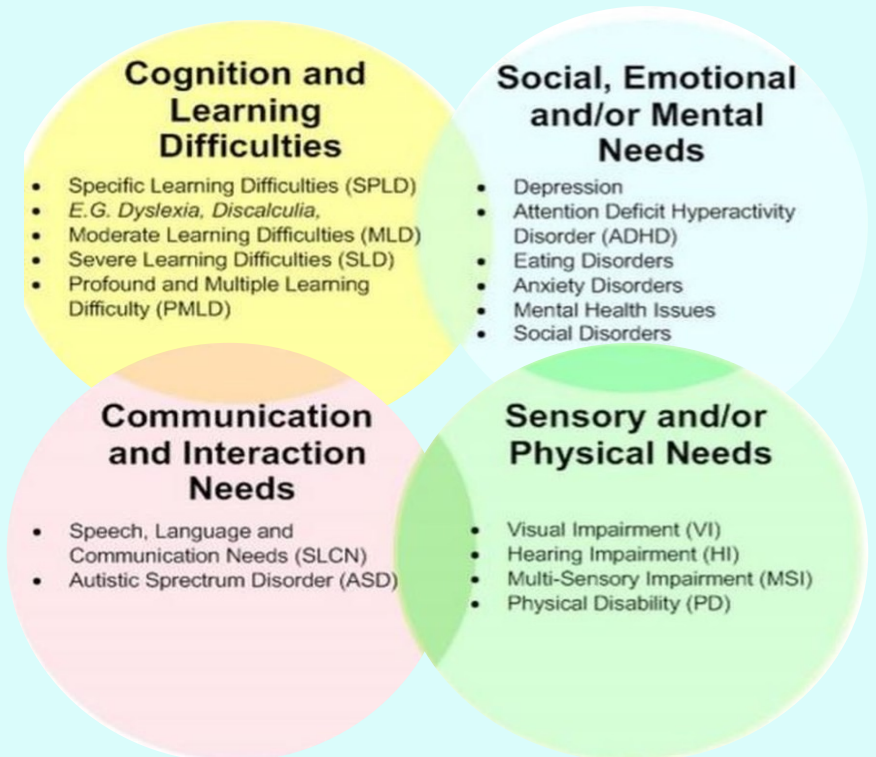 Cognition and
Learning
Difficulties
• Specific Learning Difficulties (SPLD)
• E.G. Dyslexia, Discalculia,
• Moderate Learning Difficulties (MLD)
• Severe Learning Difficulties (SLD)
• Profound and Multiple Learning
Difficulty (PMLD)
Social, Emotional
and/or Mental
Needs
• Depression
• Attention Deficit Hyperactivity
Disorder (ADHD)
• Eating Disorders
• Anxiety Disorders
• Mental Health Issues
• Social Disorders
Communication
and Interaction
Needs
• Speech, Language and
Communication Needs (SLCN)
• Autistic Sprectrum Disorder (ASD)
Sensory and/or
Physical Needs
• Visual Impairment (VI)
• Hearing Impairment (HI)
• Multi-Sensory Impairment (MSI)
• Physical Disability (PD)